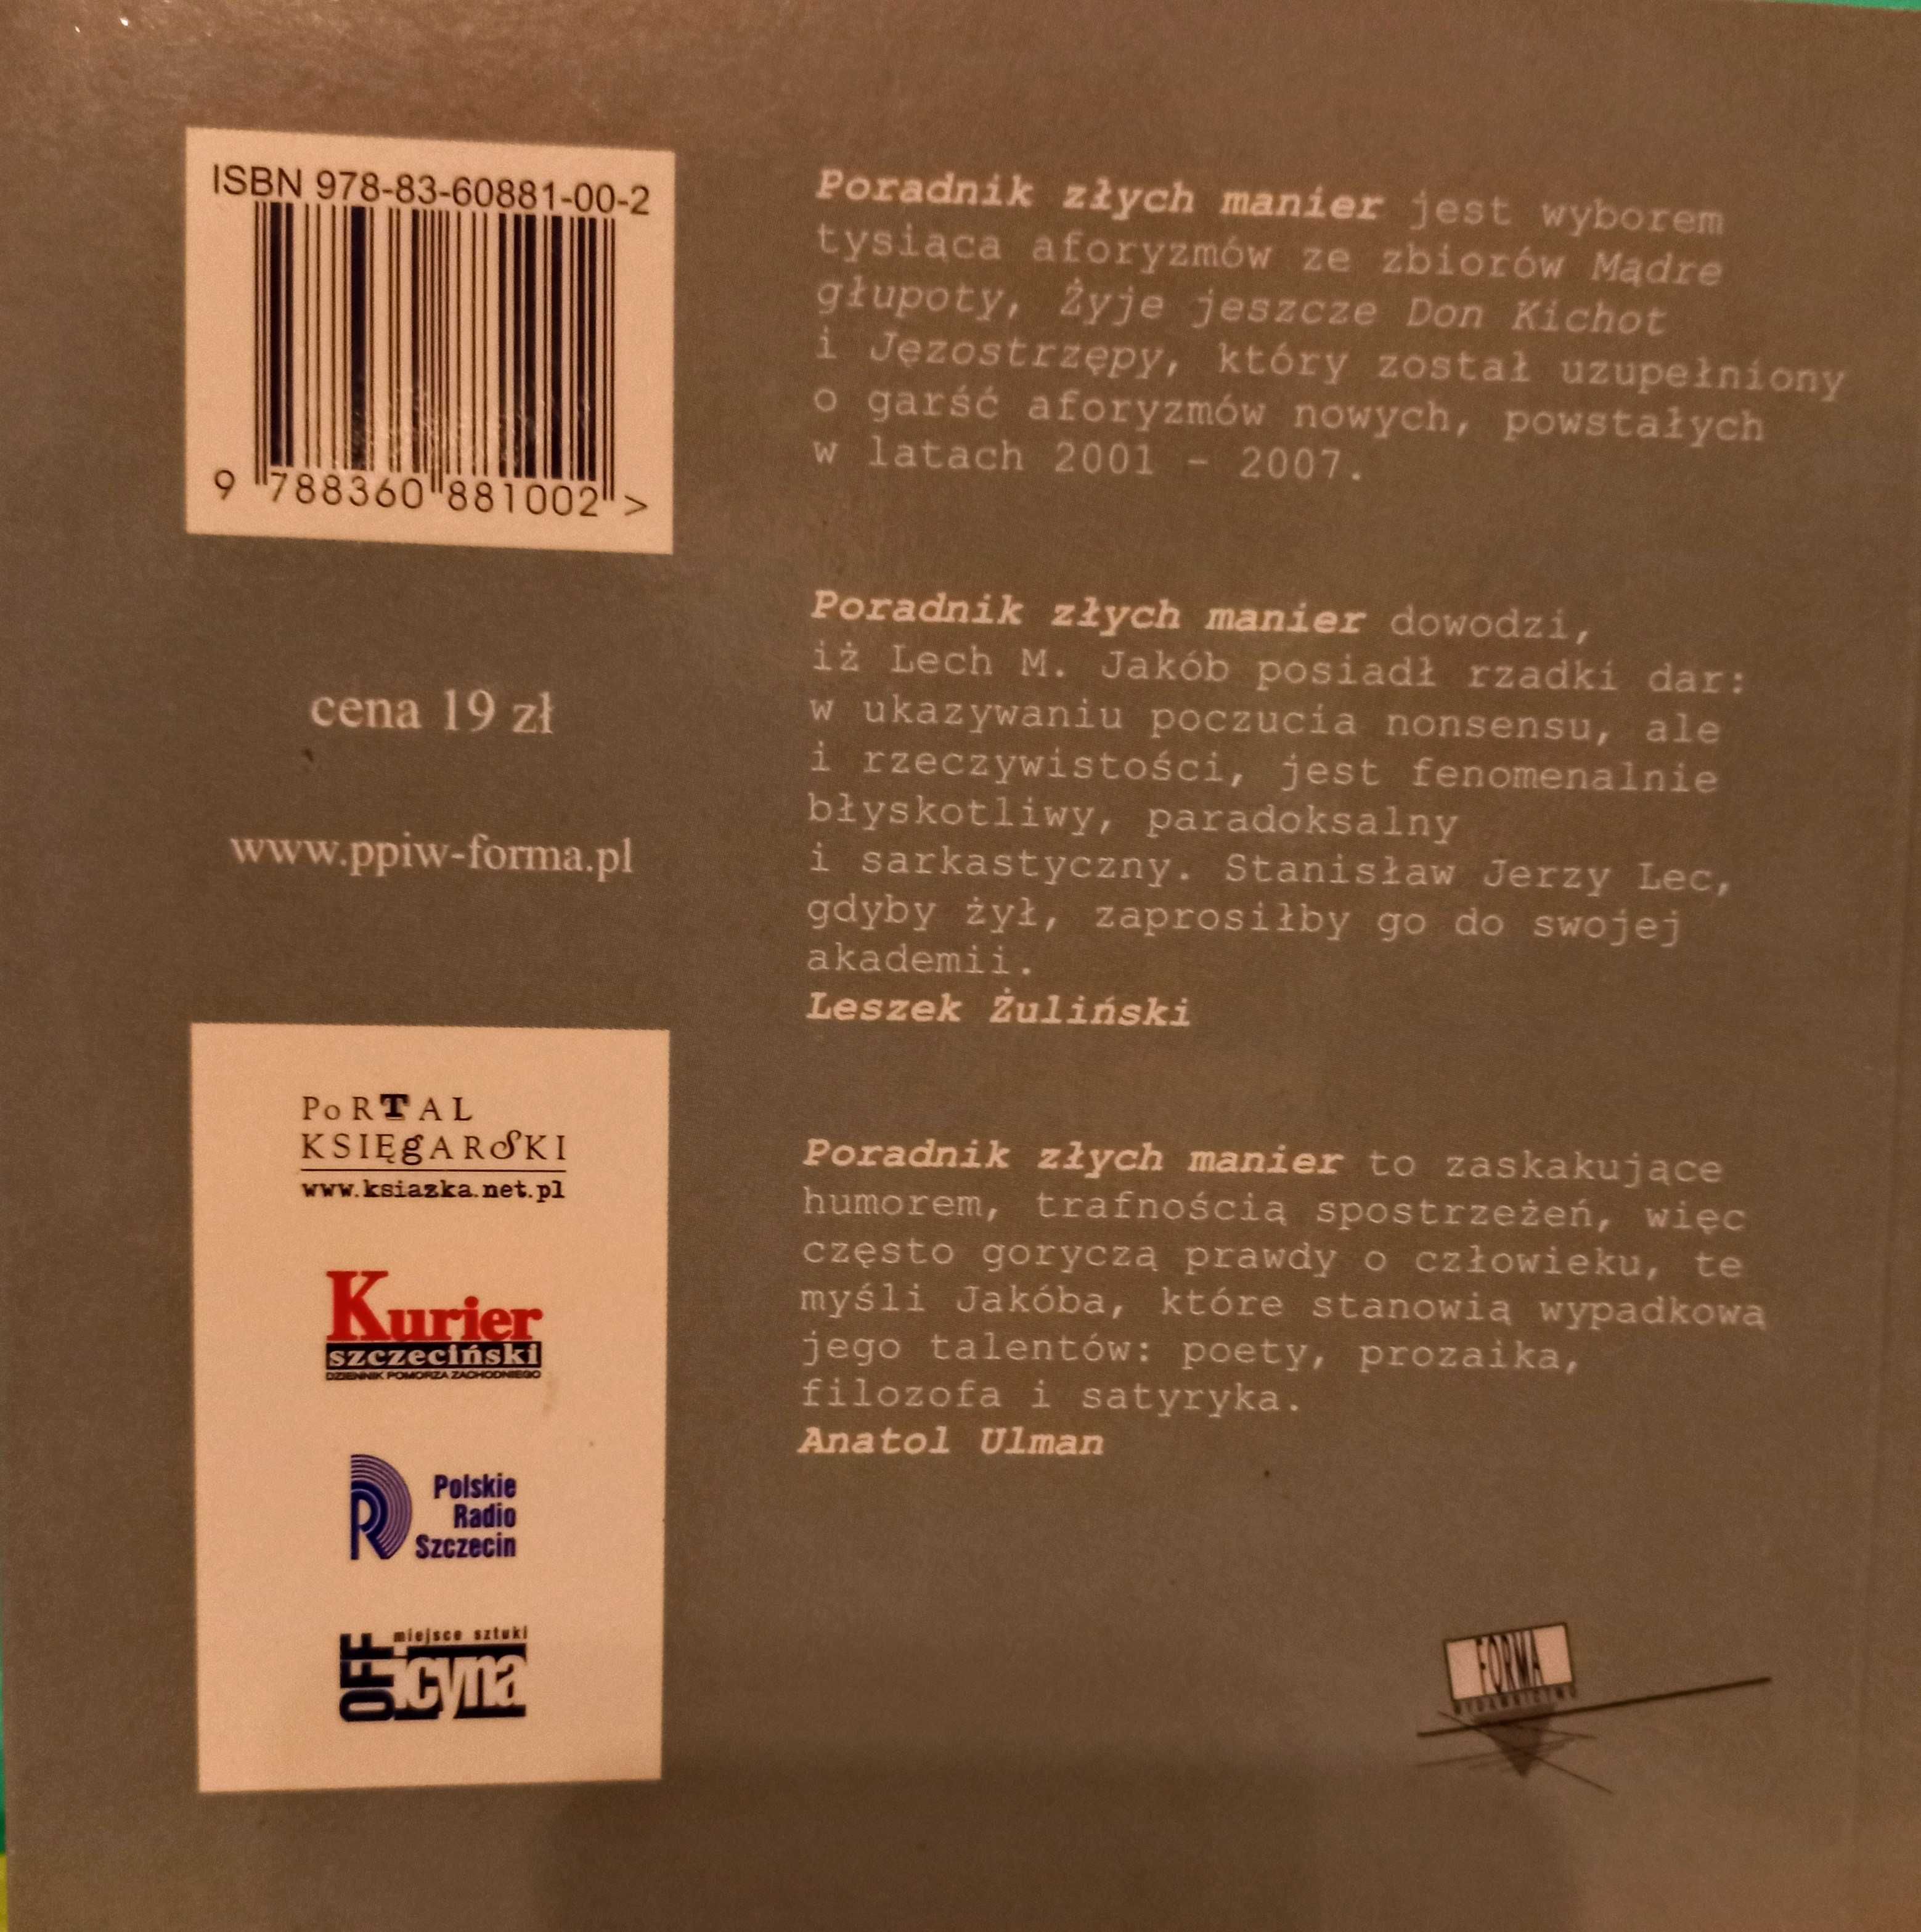 ISBN 978-83-60881-00-2
9 788360 881002 >
cena 19 zł
www.ppiw-forma.pl
PoRTAL
KSIĘgARSKI
www.ksiazka.net.pl
Kurier
szczeciński
DZIENNIK POMORZA ZACHODNIEGO
Polskie
Radio
Szczecin
miejsce sztuki
OFFicyna
Poradnik złych manier jest wyborem
tysiąca aforyzmów ze zbiorów Mądre
głupoty, Żyje jeszcze Don Kichot
i Jęzostrzępy, który został uzupełniony
o garść aforyzmów nowych, powstałych
w latach 2001 - 2007.
Poradnik złych manier dowodzi,
iż Lech M. Jakób posiadł rzadki dar:
w ukazywaniu poczucia nonsensu, ale
i rzeczywistości, jest fenomenalnie
błyskotliwy, paradoksalny
i sarkastyczny. Stanisław Jerzy Lec,
gdyby żył, zaprosiłby go do swojej
akademii.
Leszek Żuliński
Poradnik złych manier to zaskakujące
humorem, trafnością spostrzeżeń, więc
często goryczą prawdy o człowieku, te
myśli Jakóba, które stanowią wypadkową
jego talentów: poety, prozaika,
filozofa i satyryka.
Anatol Ulman
FORMA
WYDAWNICTWO